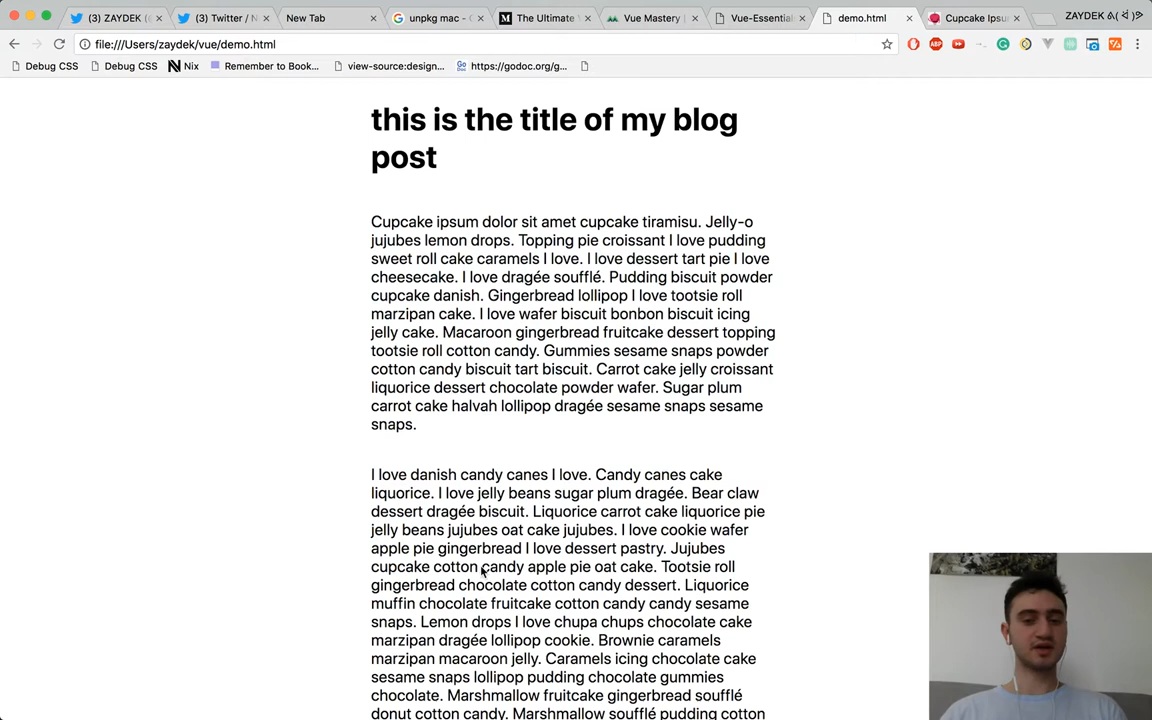 (3) ZAYDEK (
(3) Twitter / N
New Tab
unpkg mac - G
The Ultimate
Vue Mastery |
Vue-Essential
demo.html
Cupcake Ipsu
ZAYDEK
file:///Users/zaydek/vue/demo.html
Debug CSS
Debug CSS
Nix
Remember to Book...
view-source:design...
https://godoc.org/g...
this is the title of my blog
post
Cupcake ipsum dolor sit amet cupcake tiramisu. Jelly-o
jujubes lemon drops. Topping pie croissant I love pudding
sweet roll cake caramels I love. I love dessert tart pie I love
cheesecake. I love dragée soufflé. Pudding biscuit powder
cupcake danish. Gingerbread lollipop I love tootsie roll
marzipan cake. I love wafer biscuit bonbon biscuit icing
jelly cake. Macaroon gingerbread fruitcake dessert topping
tootsie roll cotton candy. Gummies sesame snaps powder
cotton candy biscuit tart biscuit. Carrot cake jelly croissant
liquorice dessert chocolate powder wafer. Sugar plum
carrot cake halvah lollipop dragée sesame snaps sesame
snaps.
I love danish candy canes I love. Candy canes cake
liquorice. I love jelly beans sugar plum dragée. Bear claw
dessert dragée biscuit. Liquorice carrot cake liquorice pie
jelly beans jujubes oat cake jujubes. I love cookie wafer
apple pie gingerbread I love dessert pastry. Jujubes
cupcake cotton candy apple pie oat cake. Tootsie roll
gingerbread chocolate cotton candy dessert. Liquorice
muffin chocolate fruitcake cotton candy candy sesame
snaps. Lemon drops I love chupa chups chocolate cake
marzipan dragée lollipop cookie. Brownie caramels
marzipan macaroon jelly. Caramels icing chocolate cake
sesame snaps lollipop pudding chocolate gummies
chocolate. Marshmallow fruitcake gingerbread soufflé
donut cotton candy. Marshmallow soufflé pudding cotton